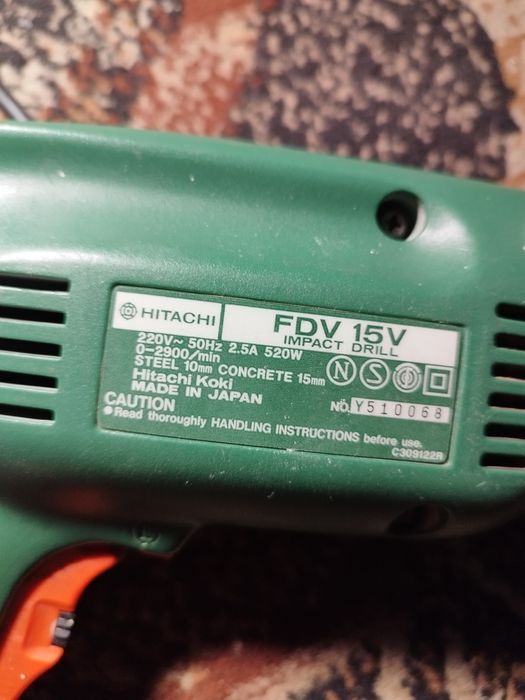 HITACHI
FDV 15V
IMPACT DRILL
220V~ 50Hz 2.5A 520W
0-2900/min
STEEL 10mm CONCRETE 15mm
N S D
Hitachi Koki
MADE IN JAPAN
NO. Y510068
CAUTION
●Read thoroughly HANDLING INSTRUCTIONS before use.
C309122R